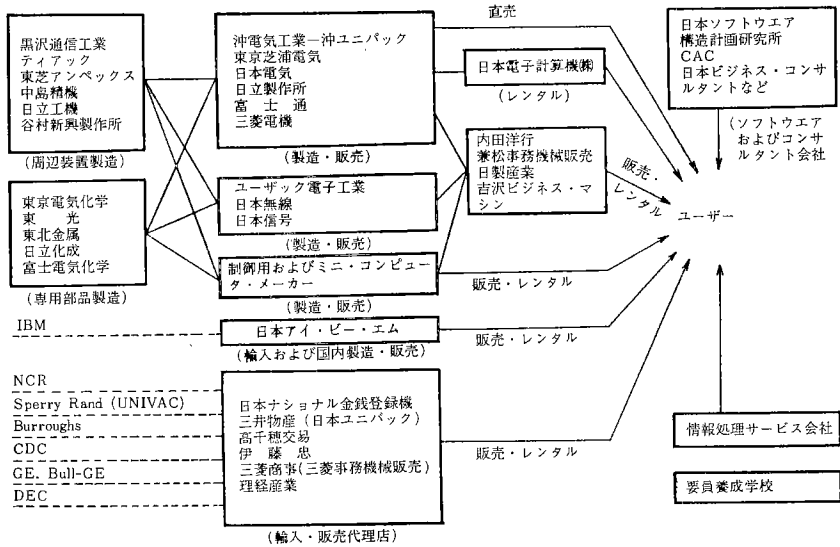 黒沢通信工業
ティアック
東芝アンペックス
中島精機
日立工機
谷村新興製作所
(周辺装置製造)
東京電気化学
東　光
東北金属
日立化成
富士電気化学
(専用部品製造)
沖電気工業－沖ユニバック
東京芝浦電気
日本電気
日立製作所
富　士　通
三菱電機
(製造・販売)
ユーザック電子工業
日本無線
日本信号
(製造・販売)
制御用およびミニ・コンピュー
タ・メーカー
(製造・販売)
IBM
日本アイ・ビー・エム
(輸入および国内製造・販売)
NCR
Sperry Rand (UNIVAC)
Burroughs
CDC
GE. Bull-GE
DEC
日本ナショナル金銭登録機
三井物産 (日本ユニバック)
高千穂交易
伊　藤　忠
三菱商事(三菱事務機械販売)
理経産業
(輸入・販売代理店)
直売
日本電子計算機㈱
(レンタル)
内田洋行
兼松事務機械販売
日製産業
吉沢ビジネス・マ
シン
販売・
レンタル
販売・レンタル
販売・レンタル
販売・レンタル
日本ソフトウエア
構造計画研究所
CAC
日本ビジネス・コンサ
ルタントなど
(ソフトウエア
およびコンサ
ルタント会社
ユーザー
情報処理サービス会社
要員養成学校